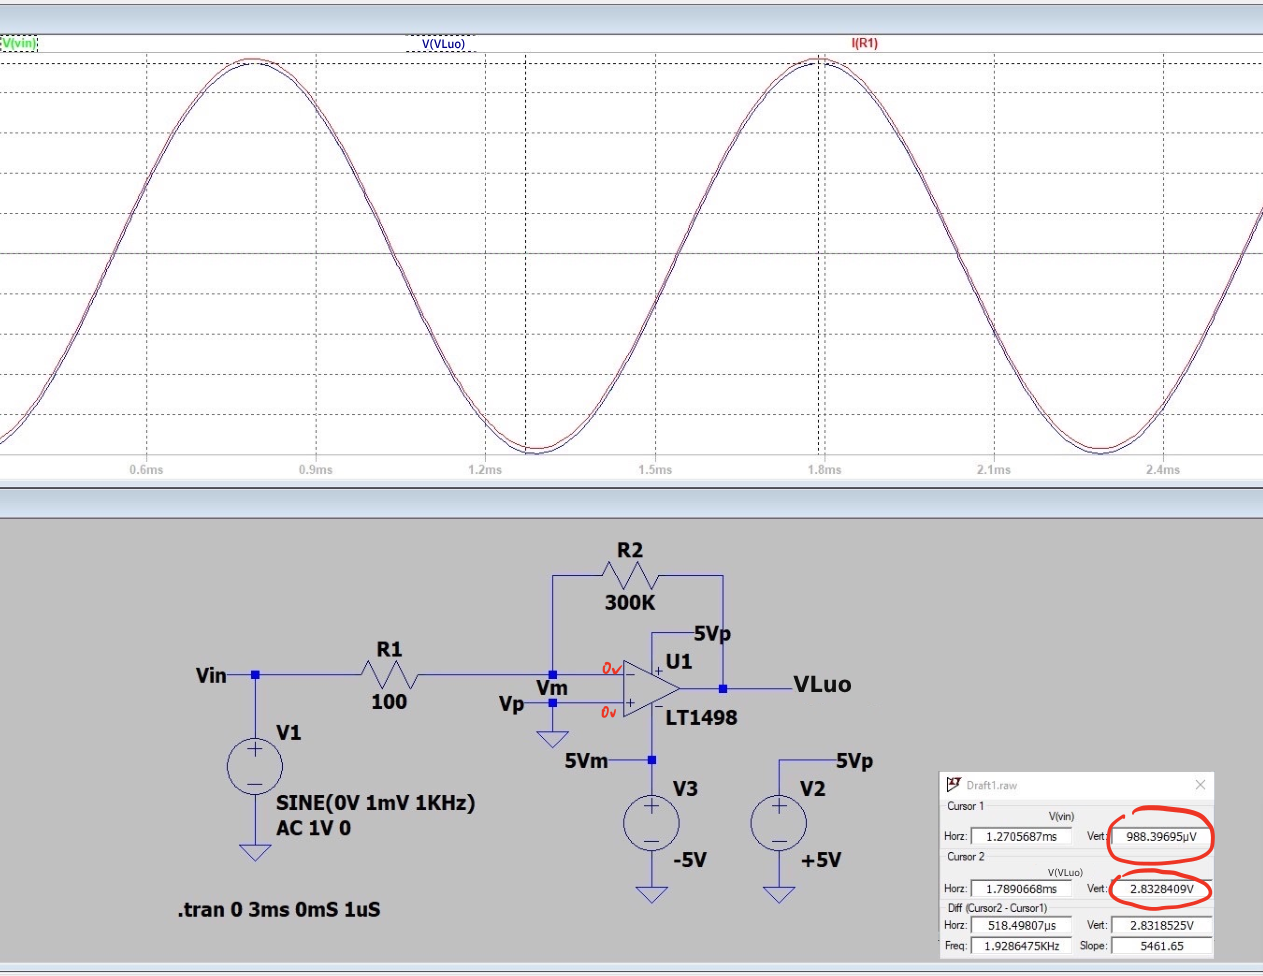 V(vin) V(VLuo) I(R1)
0.6ms 0.9ms 1.2ms 1.5ms 1.8ms 2.1ms 2.4ms
R2
300K
5Vp
R1
U1
Vin
0v
+
−
100
Vm
VLuo
Vp
+
−
0v
LT1498
V1
+
−
5Vm
5Vp
V3
V2
+
+
SINE(0V 1mV 1KHz)
−
−
AC 1V 0
-5V
+5V
.tran 0 3ms 0mS 1uS
Draft1.raw
Cursor 1
V(vin)
Horz: 1.2705687ms Vert: 988.39695µV
Cursor 2
V(VLuo)
Horz: 1.7890668ms Vert: 2.8328409V
Diff (Cursor2 - Cursor1)
Horz: 518.49807µs Vert: 2.8318525V
Freq: 1.9286475KHz Slope: 5461.65